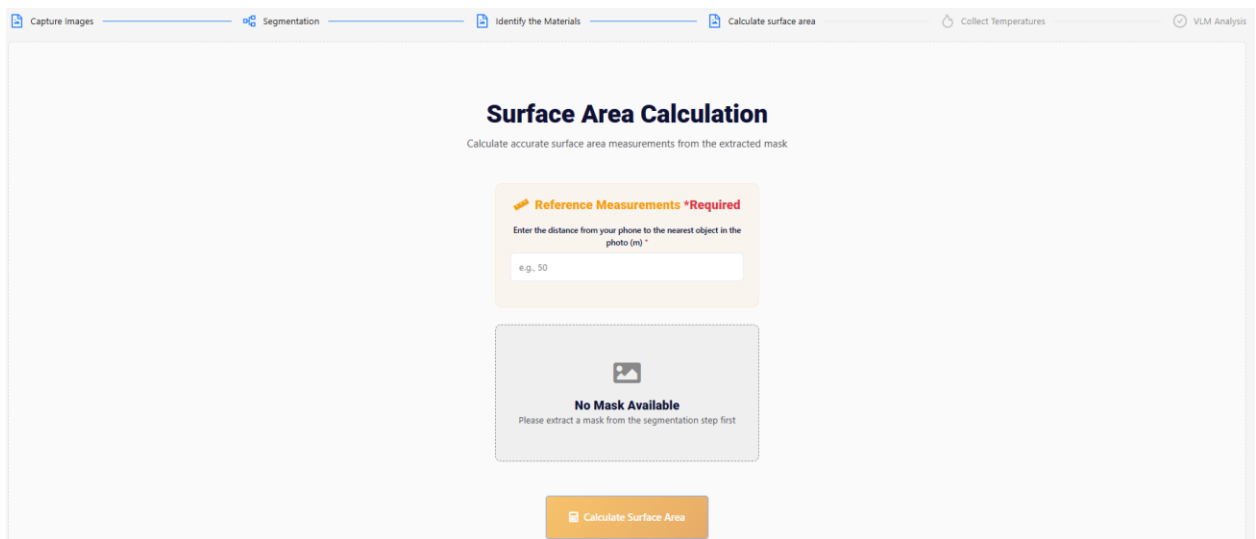 Capture Images
Segmentation
Identify the Materials
Calculate surface area
Collect Temperatures
VLM Analysis
Surface Area Calculation
Calculate accurate surface area measurements from the extracted mask
Reference Measurements *Required
Enter the distance from your phone to the nearest object in the
photo (m) *
e.g., 50
No Mask Available
Please extract a mask from the segmentation step first
Calculate Surface Area